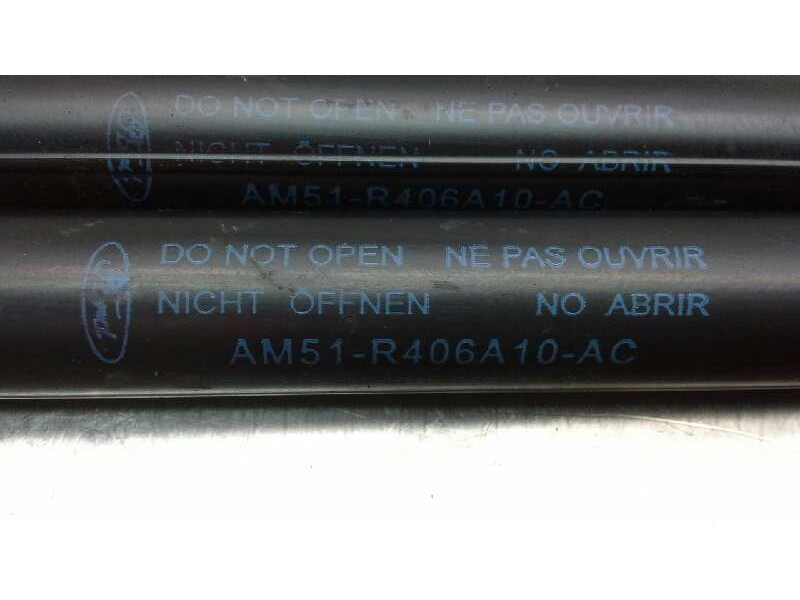 DO NOT OPEN NE PAS OUVRIR
NICHT ÖFFNEN NO ABRIR
AM51-R406A10-AC
DO NOT OPEN NE PAS OUVRIR
NICHT ÖFFNEN NO ABRIR
AM51-R406A10-AC